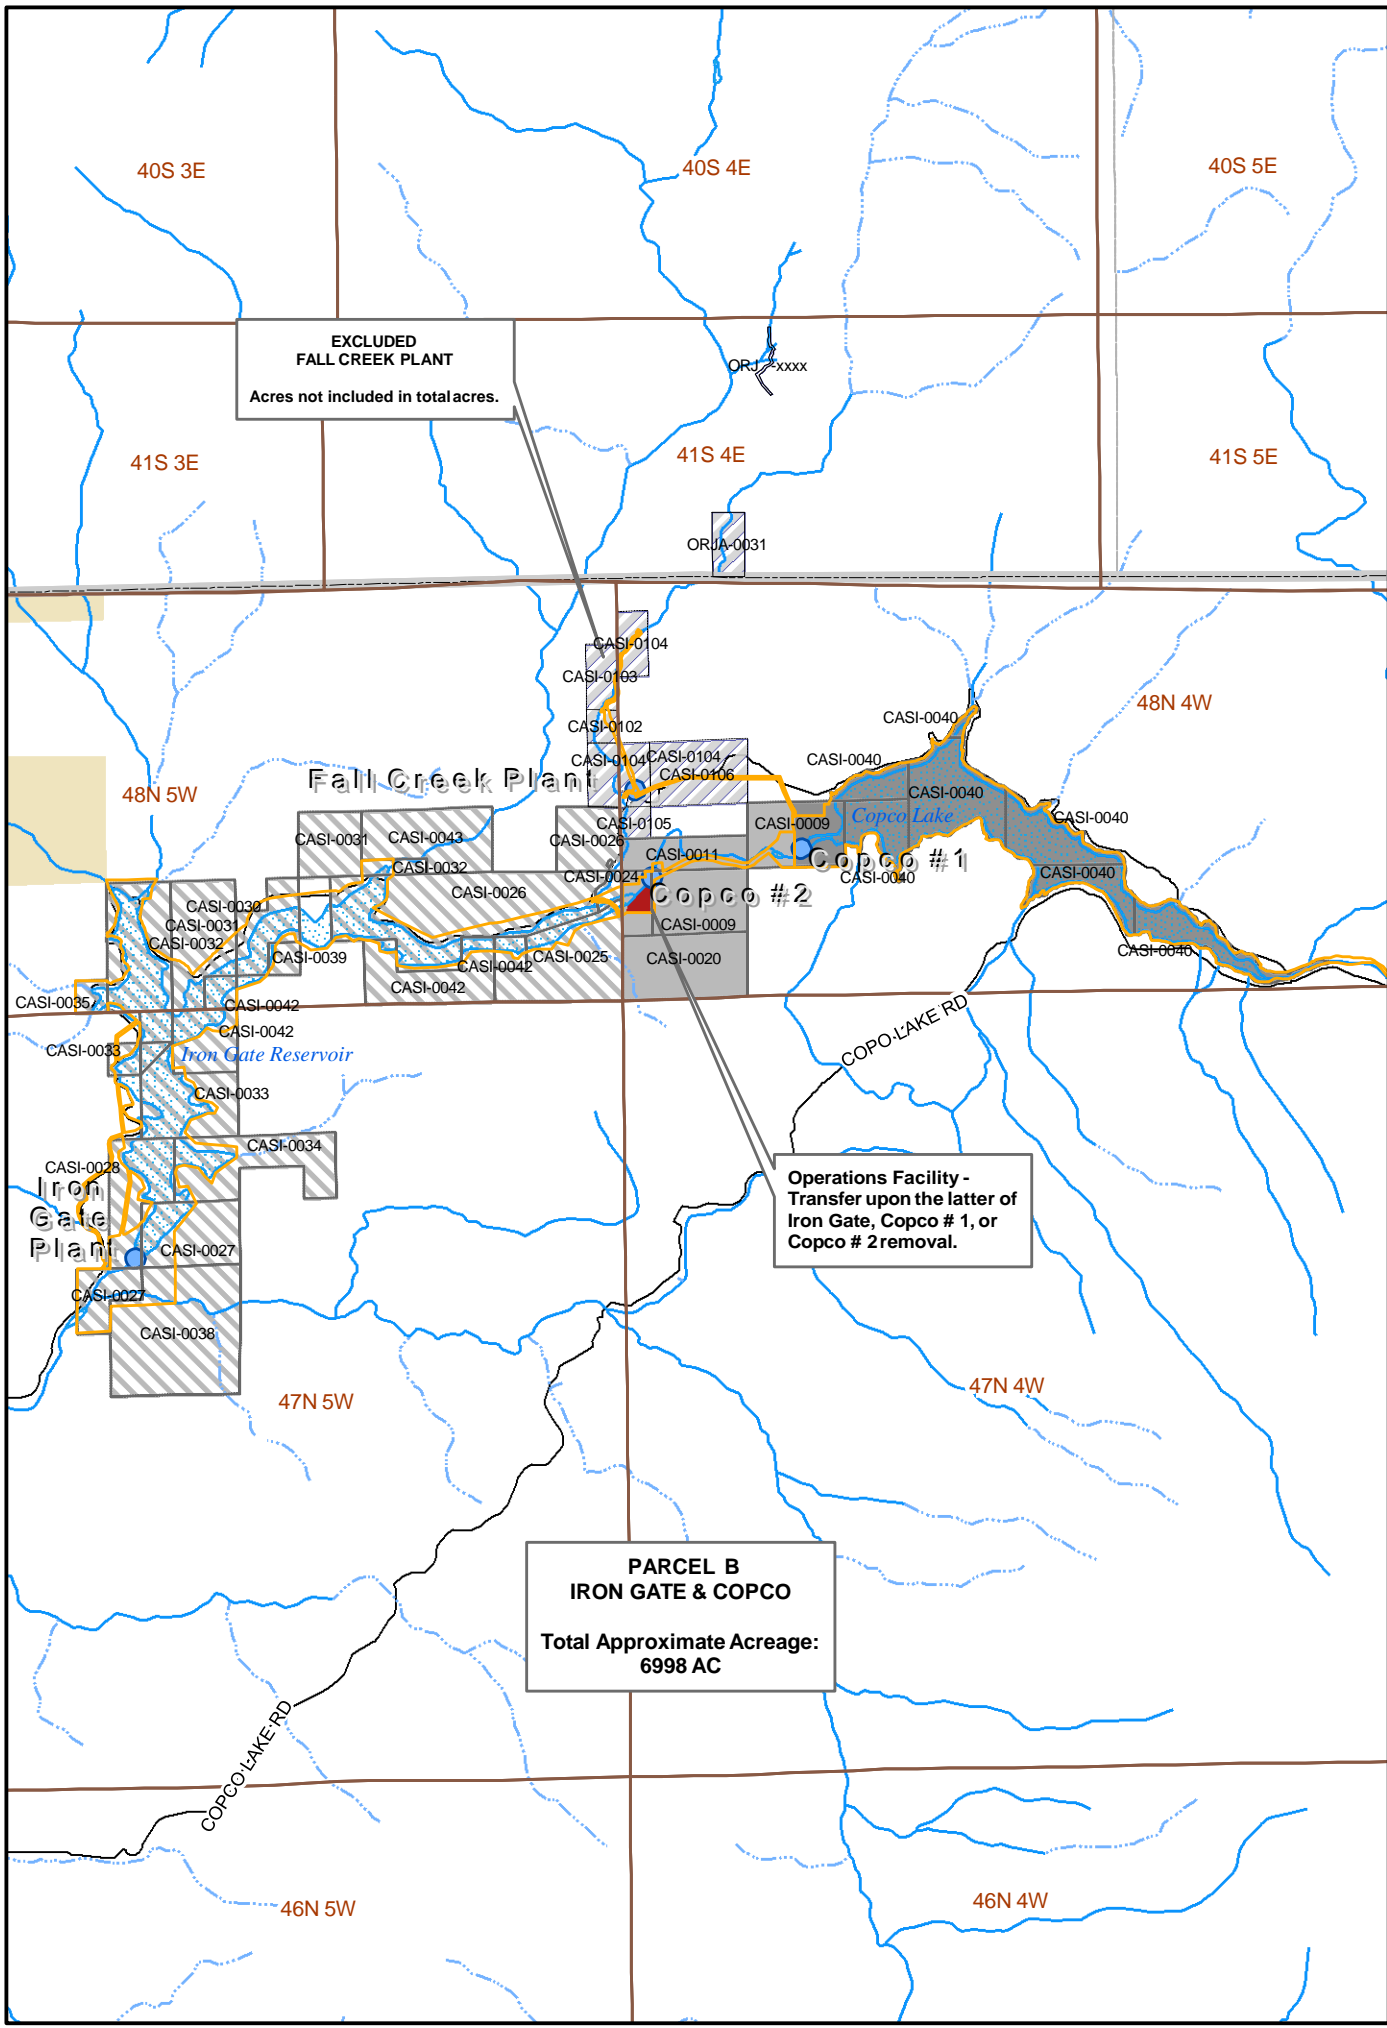 40S 3E
40S 4E
40S 5E
EXCLUDED
FALL CREEK PLANT
Acres not included in total acres.
41S 3E
41S 4E
41S 5E
ORJA-0031
CASI-0104
CASI-0103
CASI-0102
CASI-0104
CASI-0104
CASI-0106
CASI-0105
48N 5W
48N 4W
Fall Creek Plant
CASI-0040
CASI-0040
CASI-0040
CASI-0040
CASI-0040
CASI-0040
CASI-0040
Copco Lake
CASI-0009
Copco # 1
CASI-0031
CASI-0043
CASI-0026
CASI-0011
CASI-0032
CASI-0026
CASI-0024
Copco # 2
CASI-0009
CASI-0020
CASI-0030
CASI-0031
CASI-0032
CASI-0039
CASI-0042
CASI-0025
CASI-0042
CASI-0035
CASI-0042
CASI-0042
CASI-0033
Iron Gate Reservoir
CASI-0033
CASI-0034
CASI-0028
Iron
Gate
Plant
CASI-0027
CASI-0027
CASI-0038
COPO LAKE RD
Operations Facility -
Transfer upon the latter of
Iron Gate, Copco # 1, or
Copco # 2 removal.
47N 5W
47N 4W
PARCEL B
IRON GATE & COPCO
Total Approximate Acreage:
6998 AC
COPCO LAKE RD
46N 5W
46N 4W